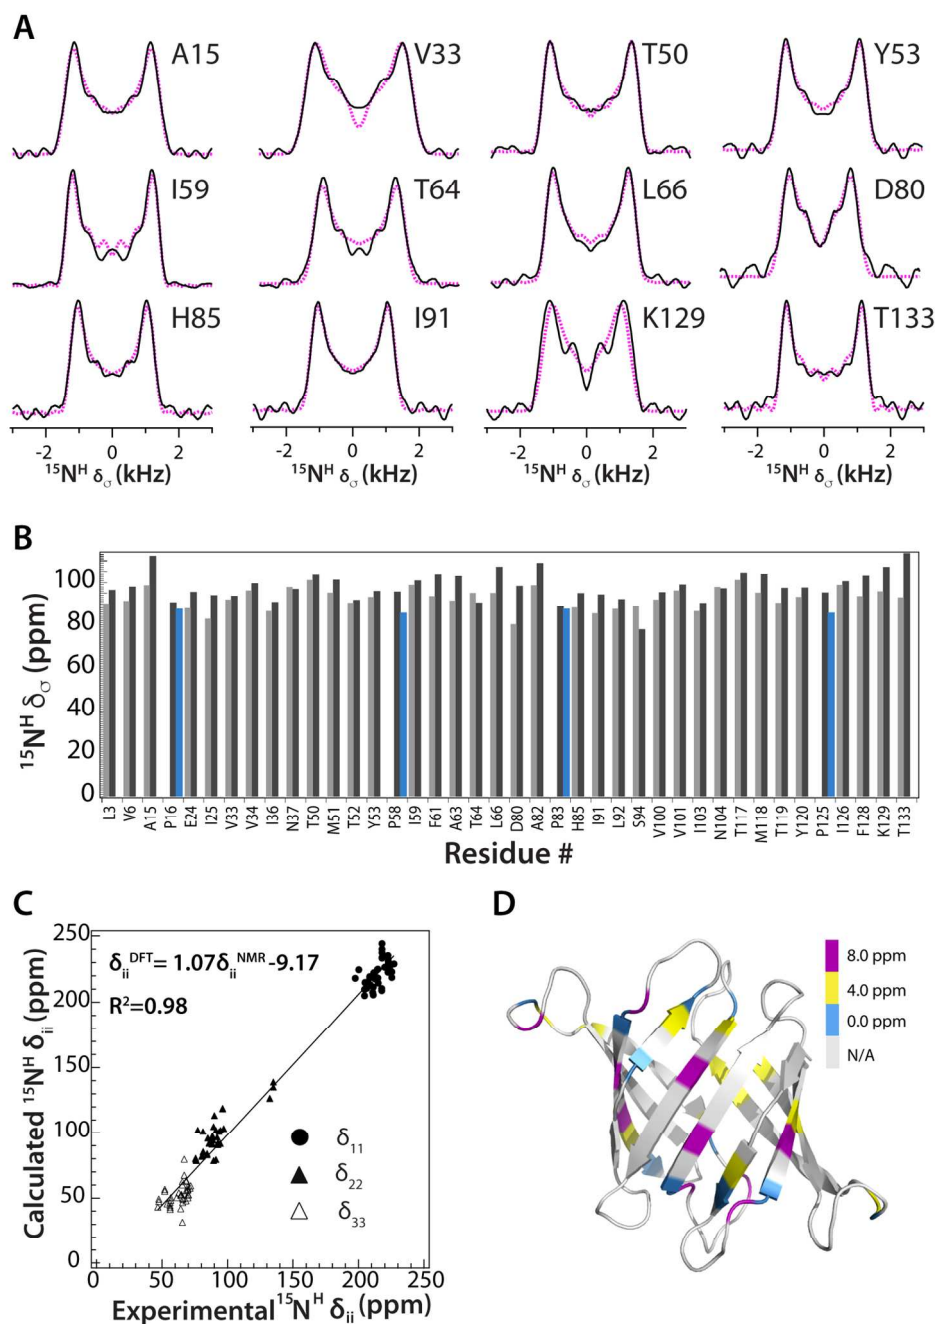 A
A15 V33 T50 Y53
I59 T64 L66 D80
H85 I91 K129 T133
-2 0 2 -2 0 2 -2 0 2 -2 0 2
¹⁵Nᴴ δσ (kHz) ¹⁵Nᴴ δσ (kHz) ¹⁵Nᴴ δσ (kHz) ¹⁵Nᴴ δσ (kHz)
B
¹⁵Nᴴ δσ (ppm)
100
80
60
40
20
0
L3 V6 A15 P16 E24 I25 V33 V34 I36 N37 T50 M51 T52 Y53 P58 I59 F61 A63 T64 L66 D80 A82 P83 H85 I91 L92 S94 V100 V101 I103 N104 T117 M118 T119 Y120 P125 I126 F128 K129 T133
Residue #
C
Calculated ¹⁵Nᴴ δii (ppm)
250
200
150
100
50
0
δiiᴰᶠᵀ= 1.07δiiᴺᴹᴿ-9.17
R²=0.98
δ₁₁
δ₂₂
δ₃₃
0 50 100 150 200 250
Experimental ¹⁵Nᴴ δii (ppm)
D
8.0 ppm
4.0 ppm
0.0 ppm
N/A